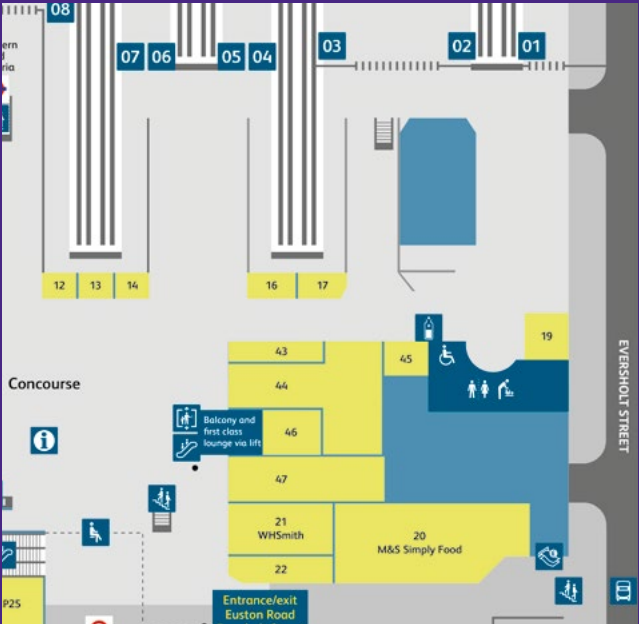 08
07
06
05
04
03
02
01
ern
d
ria
12
13
14
16
17
19
43
45
44
Concourse
Balcony and
first class
lounge via lift
46
47
EVERSHOLT STREET
21
WHSmith
20
M&S Simply Food
22
P25
Entrance/exit
Euston Road